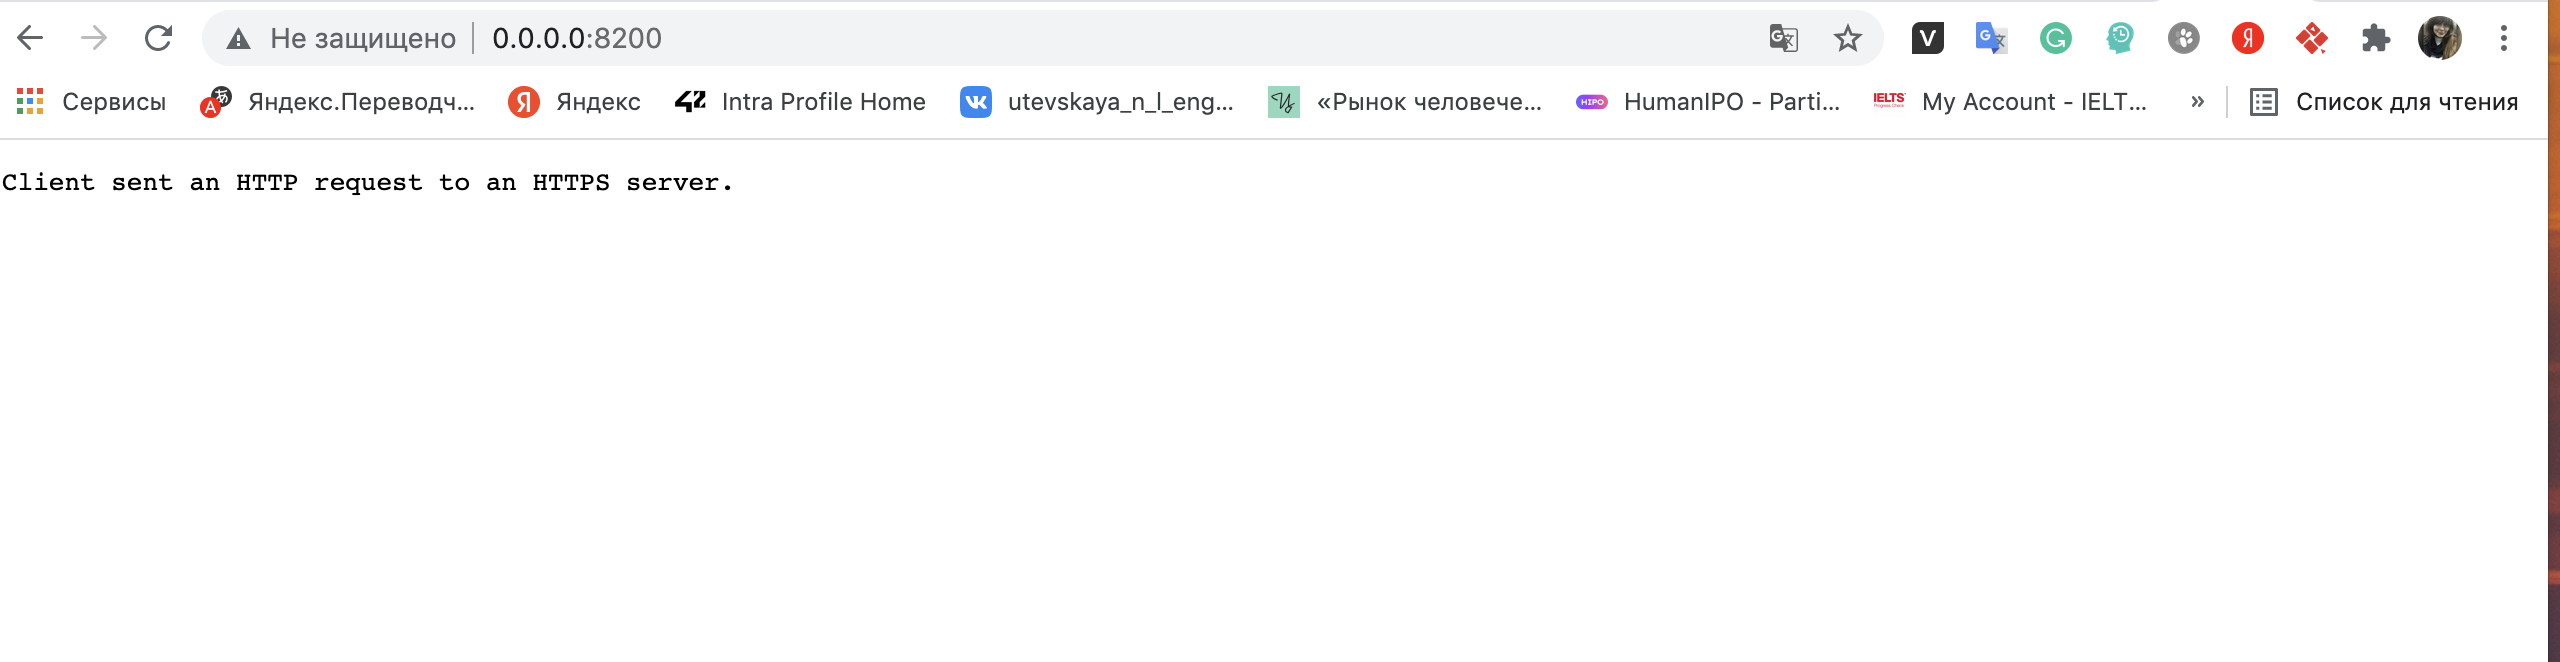 Не защищено 0.0.0.0:8200
Сервисы Яндекс.Переводч... Яндекс Intra Profile Home utevskaya_n_l_eng... «Рынок человече... HumanIPO - Parti... My Account - IELT... » Список для чтения
Client sent an HTTP request to an HTTPS server.